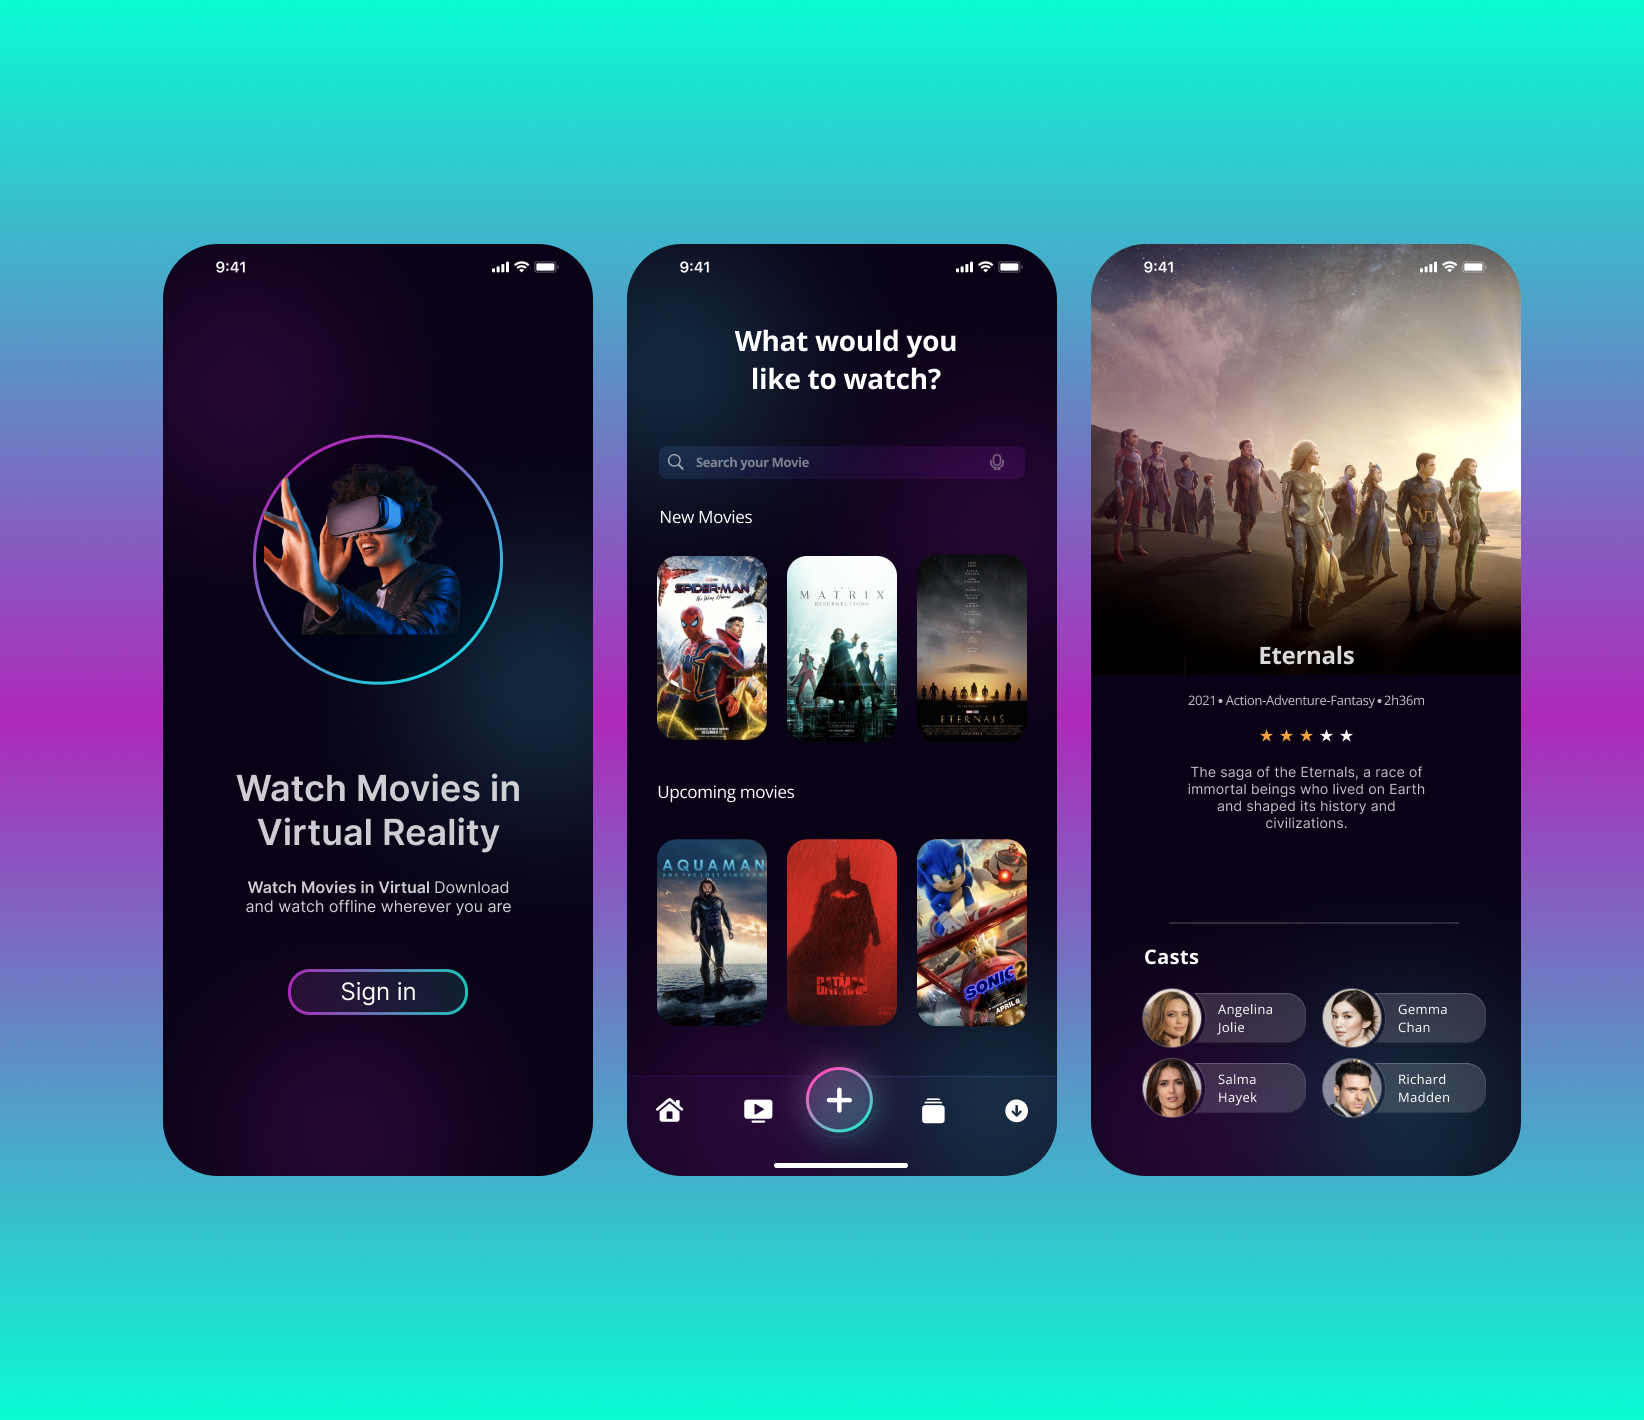 9:41
Watch Movies in
Virtual Reality
Watch Movies in Virtual Download
and watch offline wherever you are
Sign in
9:41
What would you
like to watch?
Search your Movie
New Movies
SPIDER-MAN
No Way Home
MATRIX
RESURRECTIONS
ETERNALS
Upcoming movies
AQUAMAN
AND THE LOST KINGDOM
THE BATMAN
SONIC 2
APRIL 8
9:41
Eternals
2021•Action-Adventure-Fantasy•2h36m
The saga of the Eternals, a race of
immortal beings who lived on Earth
and shaped its history and
civilizations.
Casts
Angelina
Jolie
Gemma
Chan
Salma
Hayek
Richard
Madden